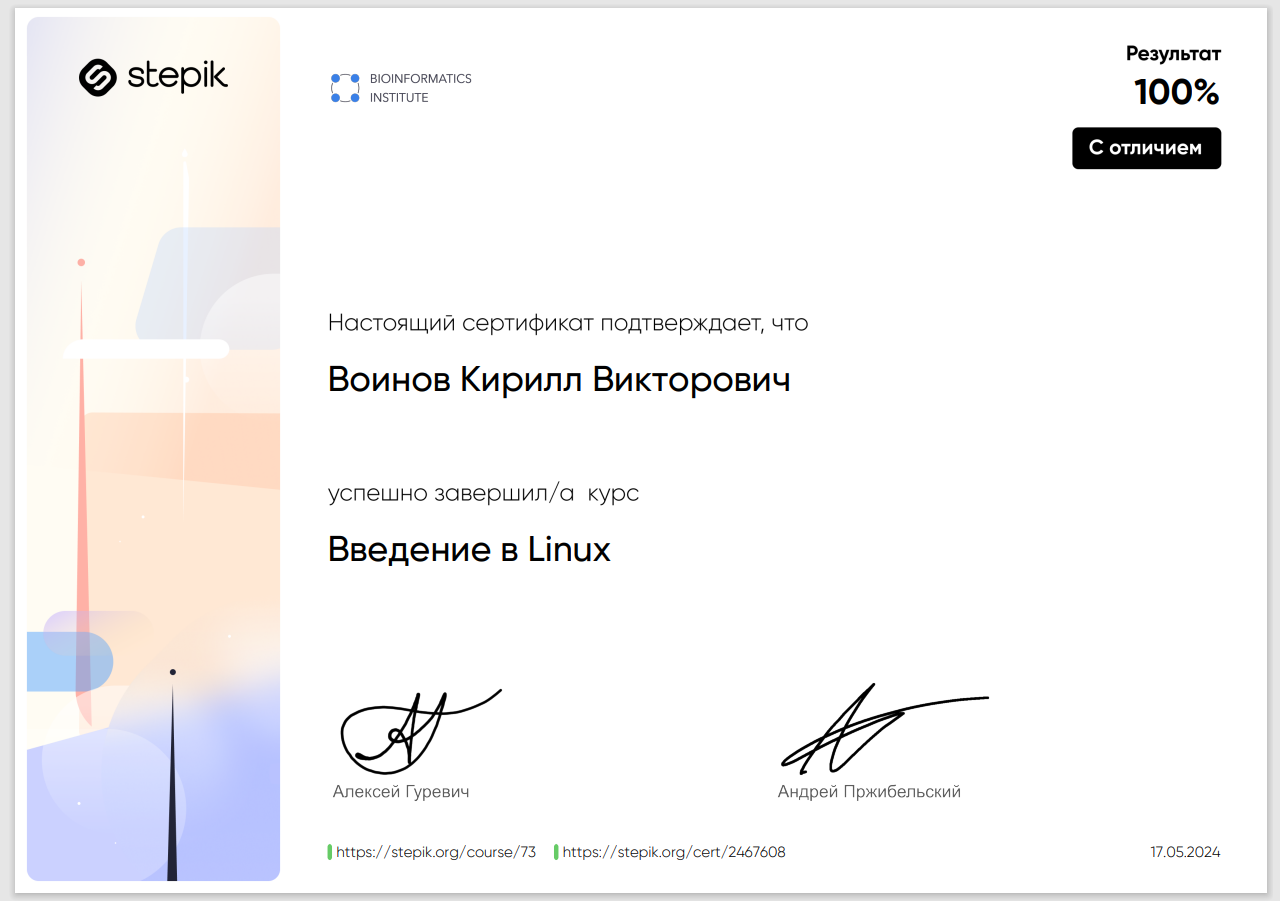 stepik
BIOINFORMATICS
INSTITUTE
Результат
100%
С отличием
Настоящий сертификат подтверждает, что
Воинов Кирилл Викторович
успешно завершил/а курс
Введение в Linux
Алексей Гуревич
Андрей Пржибельский
https://stepik.org/course/73
https://stepik.org/cert/2467608
17.05.2024